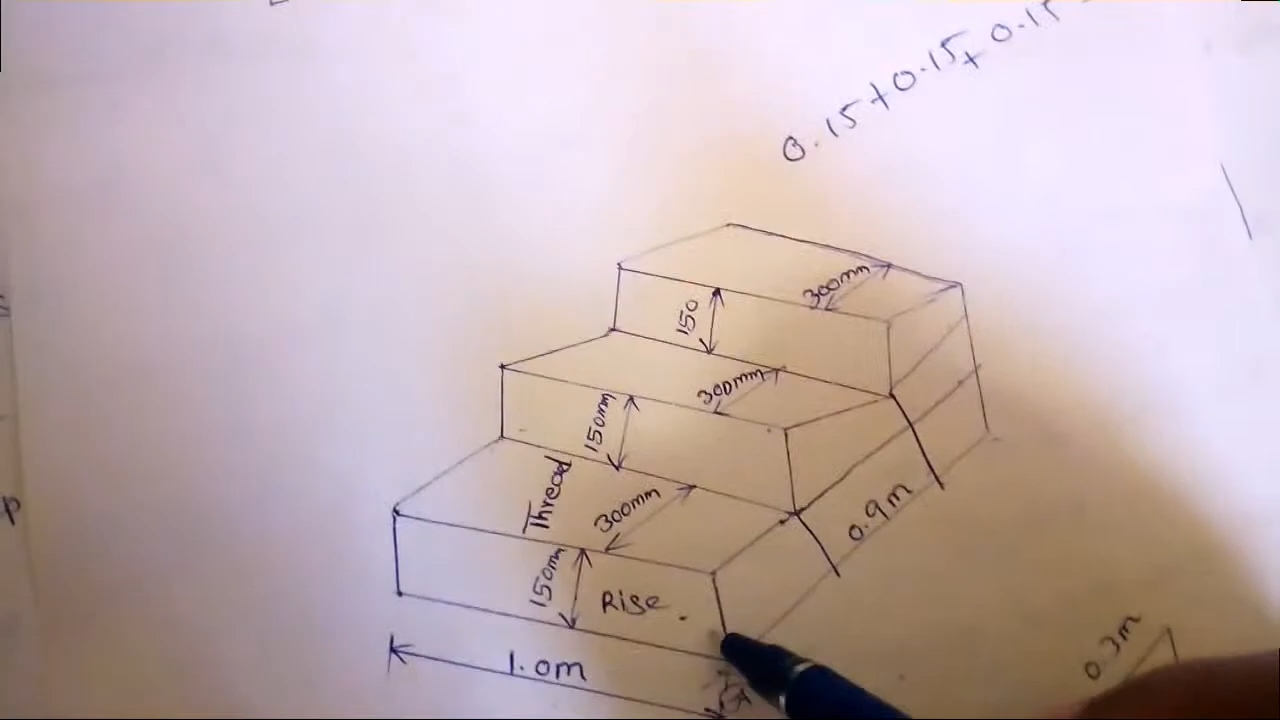 0.15+0.15+0.15
300mm
150
300mm
150mm
Thread
300mm
150mm
Rise.
0.9m
1.0m
0.3m
P